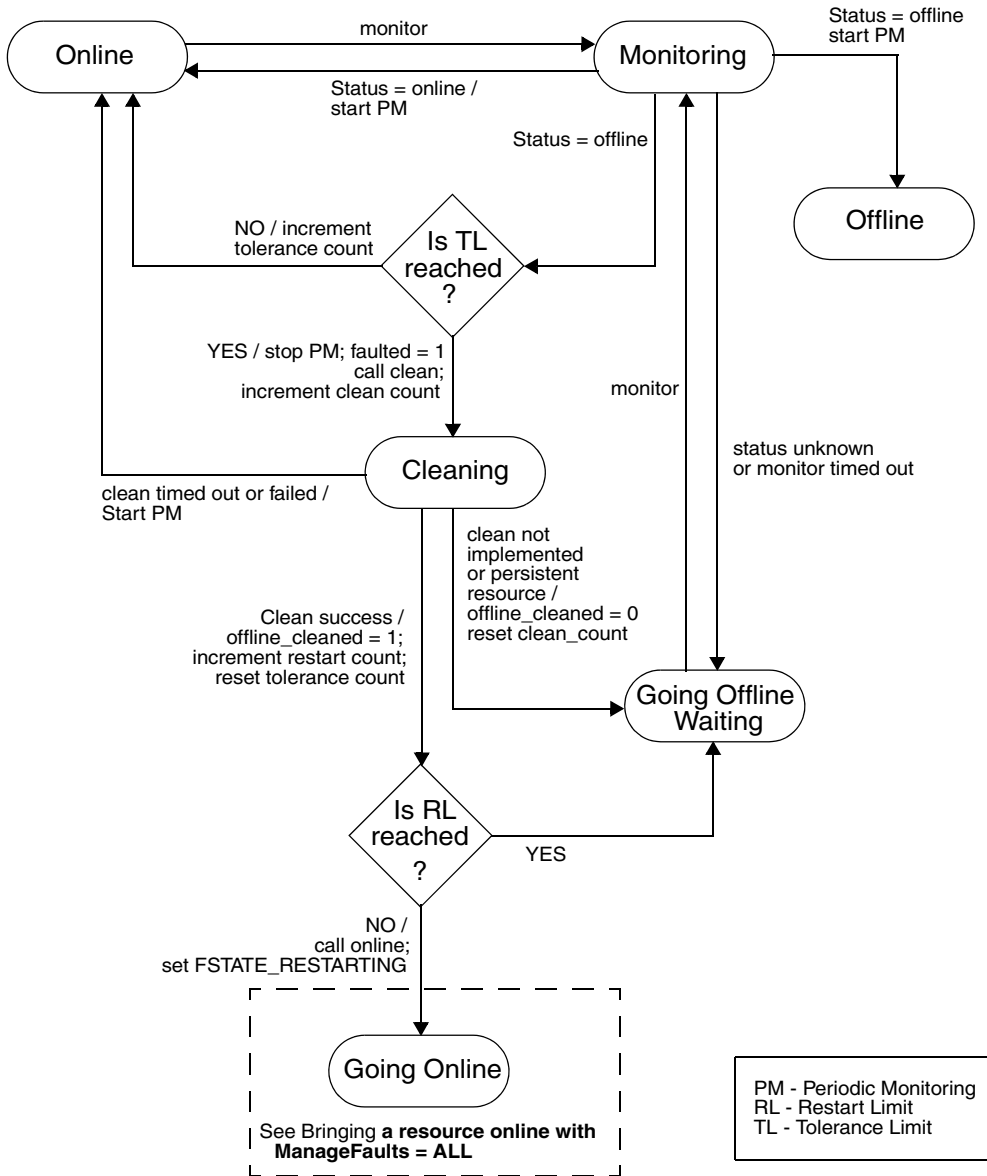 Online
monitor
Monitoring
Status = offline
start PM
Status = online /
start PM
Status = offline
Offline
NO / increment
tolerance count
Is TL
reached
?
YES / stop PM; faulted = 1
call clean;
increment clean count
monitor
status unknown
or monitor timed out
Cleaning
clean timed out or failed /
Start PM
clean not
implemented
or persistent
resource /
offline_cleaned = 0
reset clean_count
Clean success /
offline_cleaned = 1;
increment restart count;
reset tolerance count
Going Offline
Waiting
Is RL
reached
?
YES
NO /
call online;
set FSTATE_RESTARTING
Going Online
See Bringing a resource online with
ManageFaults = ALL
PM - Periodic Monitoring
RL - Restart Limit
TL - Tolerance Limit